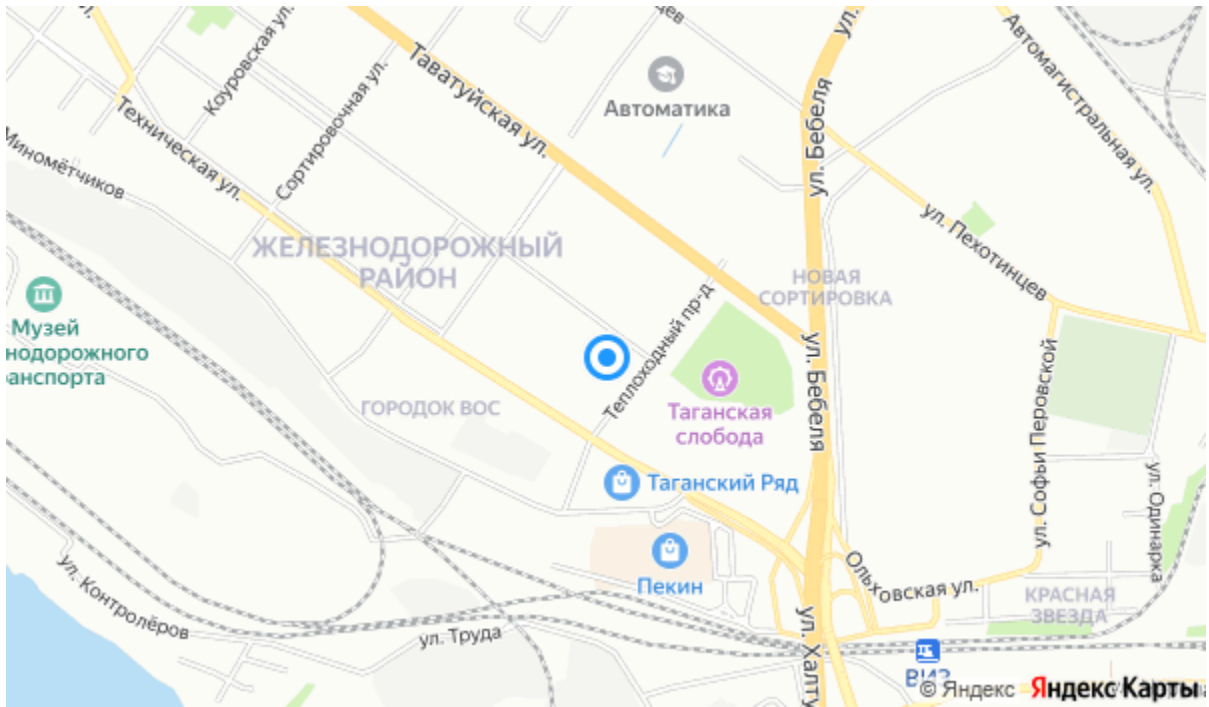 Коуровская ул.
Сортировочная ул.
Техническая ул.
Миномётчиков
Таватуйская ул.
Автоматика
ул. Бебеля
Автомагистральная ул.
ул. Пехотинцев
ЖЕЛЕЗНОДОРОЖНЫЙ
РАЙОН
НОВАЯ
СОРТИРОВКА
Музей
нодорожного
анспорта
Теплоходный пр-д
ГОРОДОК ВОС
Таганская
слобода
ул. Бебеля
ул. Софьи Перовской
ул. Одинарка
Таганский Ряд
Пекин
Ольховская ул.
КРАСНАЯ
ЗВЕЗДА
ул. Контролёров
ул. Труда
ул. Халту
ВИЗ
© Яндекс Яндекс Карты